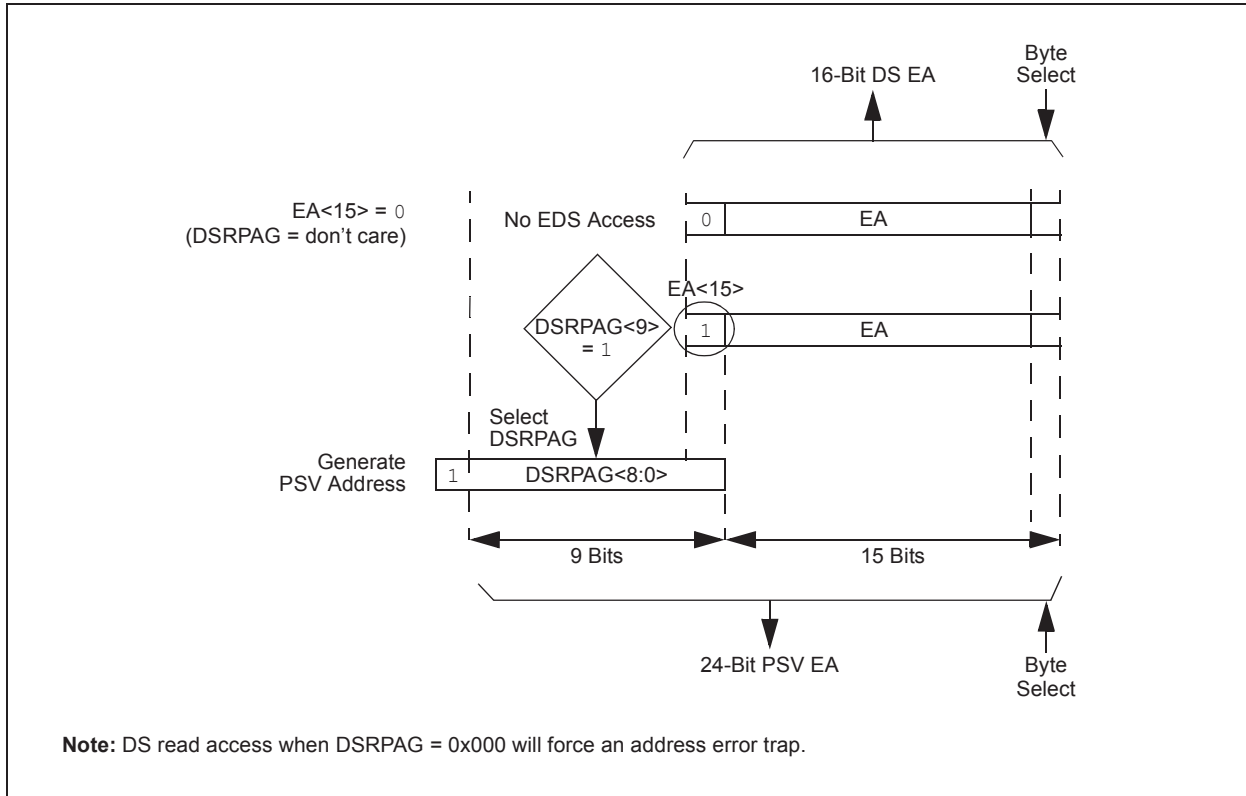 16-Bit DS EA
Byte
Select
EA<15> = 0
(DSRPAG = don't care)
No EDS Access
0
EA
EA<15>
DSRPAG<9>
= 1
1
EA
Select
DSRPAG
Generate
PSV Address
1
DSRPAG<8:0>
9 Bits
15 Bits
24-Bit PSV EA
Byte
Select
Note: DS read access when DSRPAG = 0x000 will force an address error trap.